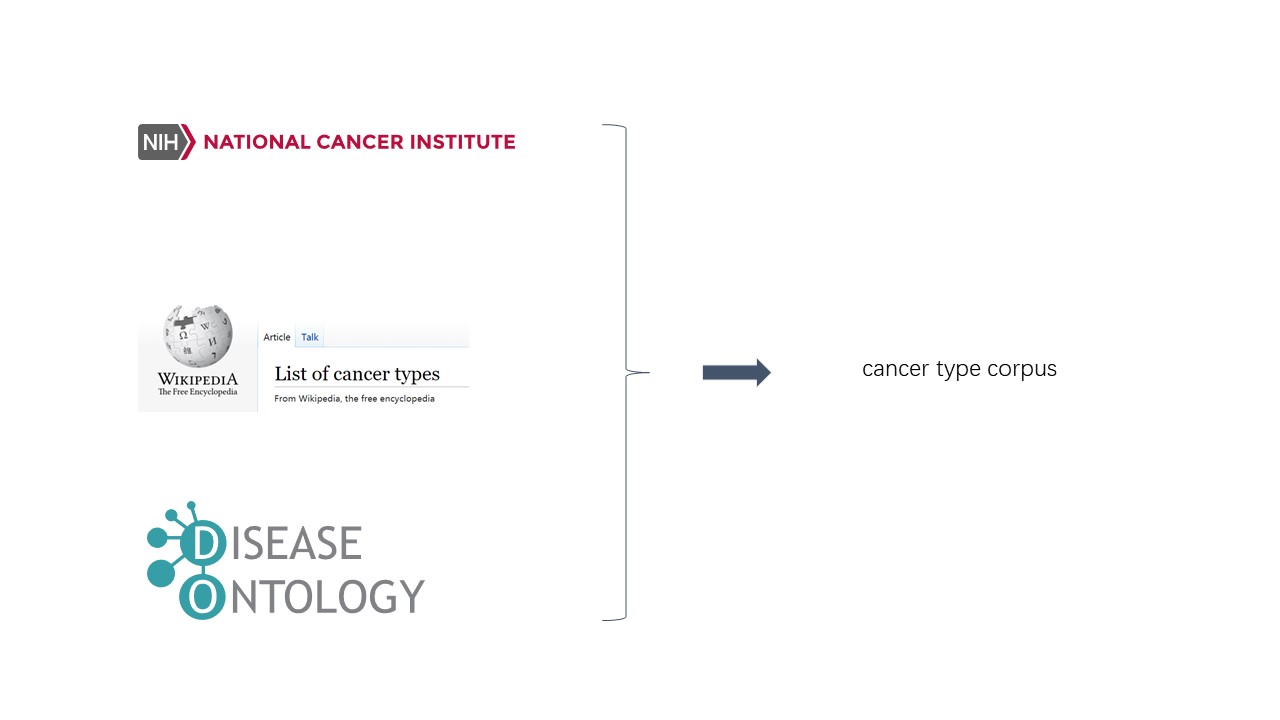 NIH NATIONAL CANCER INSTITUTE
Article Talk
WIKIPEDIA
The Free Encyclopedia
List of cancer types
From Wikipedia, the free encyclopedia
DISEASE
ONTOLOGY
cancer type corpus